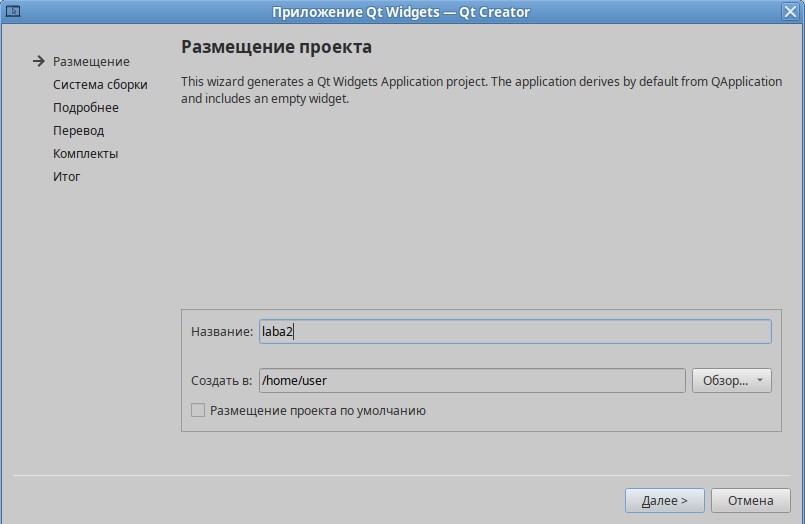 Приложение Qt Widgets — Qt Creator
Размещение
Система сборки
Подробнее
Перевод
Комплекты
Итог
Размещение проекта
This wizard generates a Qt Widgets Application project. The application derives by default from QApplication
and includes an empty widget.
Название: laba2
Создать в: /home/user Обзор...
Размещение проекта по умолчанию
Далее > Отмена